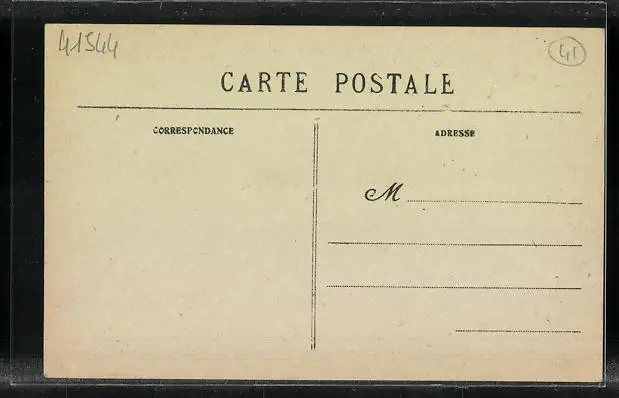 41544
41
CARTE POSTALE
CORRESPONDANCE
ADRESSE
M